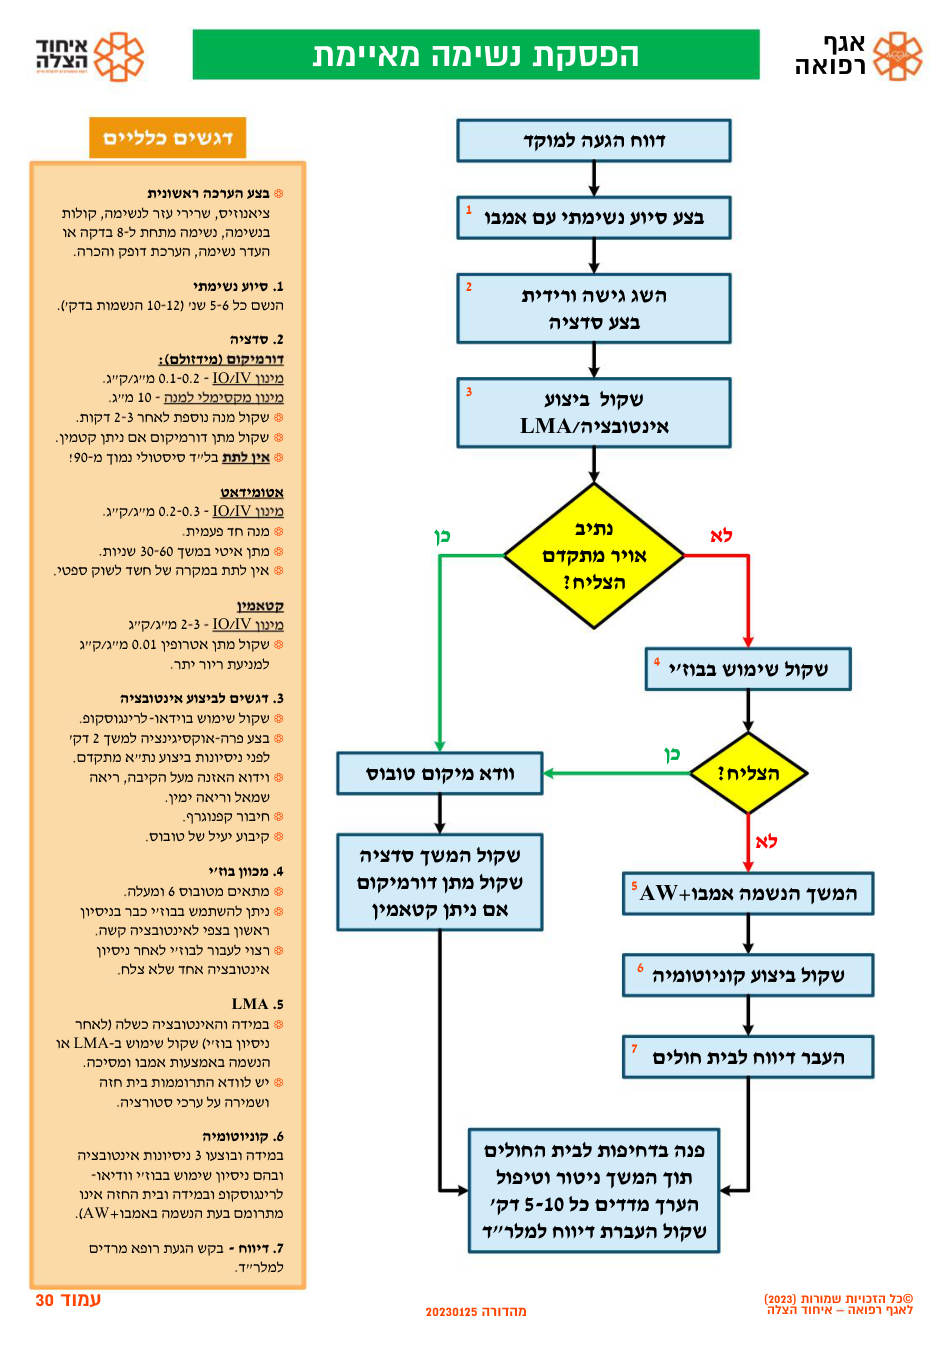 אגף
רפואה
הפסקת נשימה מאיימת
איחוד
הצלה
דווח הגעה למוקד
1 בצע סיוע נשימתי עם אמבו
2 השג גישה ורידית
בצע סדציה
3 שקול ביצוע
אינטובציה/LMA
נתיב
אויר מתקדם
הצליח?
לא
כן
4 שקול שימוש בבוז'י
הצליח?
כן
לא
וודא מיקום טובוס
שקול המשך סדציה
שקול מתן דורמיקום
אם ניתן קטאמין
5 המשך הנשמה אמבו+AW
6 שקול ביצוע קוניוטומיה
7 העבר דיווח לבית חולים
פנה בדחיפות לבית החולים
תוך המשך ניטור וטיפול
הערך מדדים כל 5-10 דק'
שקול העברת דיווח למלר"ד
דגשים כלליים
בצע הערכה ראשונית
ציאנוזיס, שרירי עזר לנשימה, קולות
בנשימה, נשימה מתחת ל-8 בדקה או
העדר נשימה, הערכת דופק והכרה.
1. סיוע נשימתי
הנשם כל 5-6 שנ' (10-12 הנשמות בדק').
2. סדציה
דורמיקום (מידזולם):
מינון IO/IV - 0.1-0.2 מ"ג/ק"ג.
מינון מקסימלי למנה - 10 מ"ג.
שקול מנה נוספת לאחר 2-3 דקות.
שקול מתן דורמיקום אם ניתן קטמין.
אין לתת בל"ד סיסטולי נמוך מ-90!
אטומידאט
מינון IO/IV - 0.2-0.3 מ"ג/ק"ג.
מנה חד פעמית.
מתן איטי במשך 30-60 שניות.
אין לתת במקרה של חשד לשוק ספטי.
קטאמין
מינון IO/IV - 2-3 מ"ג/ק"ג
שקול מתן אטרופין 0.01 מ"ג/ק"ג
למניעת ריור יתר.
3. דגשים לביצוע אינטובציה
שקול שימוש בוידאו-לרינגוסקופ.
בצע פרה-אוקסיגינציה למשך 2 דק'
לפני ניסיונות ביצוע נת"א מתקדם.
וידוא האזנה מעל הקיבה, ריאה
שמאל וריאה ימין.
חיבור קפנוגרף.
קיבוע יעיל של טובוס.
4. מכוון בוז'י
מתאים מטובוס 6 ומעלה.
ניתן להשתמש בבוז'י כבר בניסיון
ראשון בצפי לאינטובציה קשה.
רצוי לעבור לבוז'י לאחר ניסיון
אינטובציה אחד שלא צלח.
5. LMA
במידה והאינטובציה כשלה (לאחר
ניסיון בוז'י) שקול שימוש ב-LMA או
הנשמה באמצעות אמבו ומסיכה.
יש לוודא התרוממות בית חזה
ושמירה על ערכי סטורציה.
6. קוניוטומיה
במידה ובוצעו 3 ניסיונות אינטובציה
ובהם ניסיון שימוש בבוז'י וודיאו-
לרינגוסקופ ובמידה ובית החזה אינו
מתרומם בעת הנשמה באמבו+AW).
7. דיווח - בקש הגעת רופא מרדים
למלר"ד.
©כל הזכויות שמורות (2023)
לאגף רפואה – איחוד הצלה
מהדורה 20230125
עמוד 30